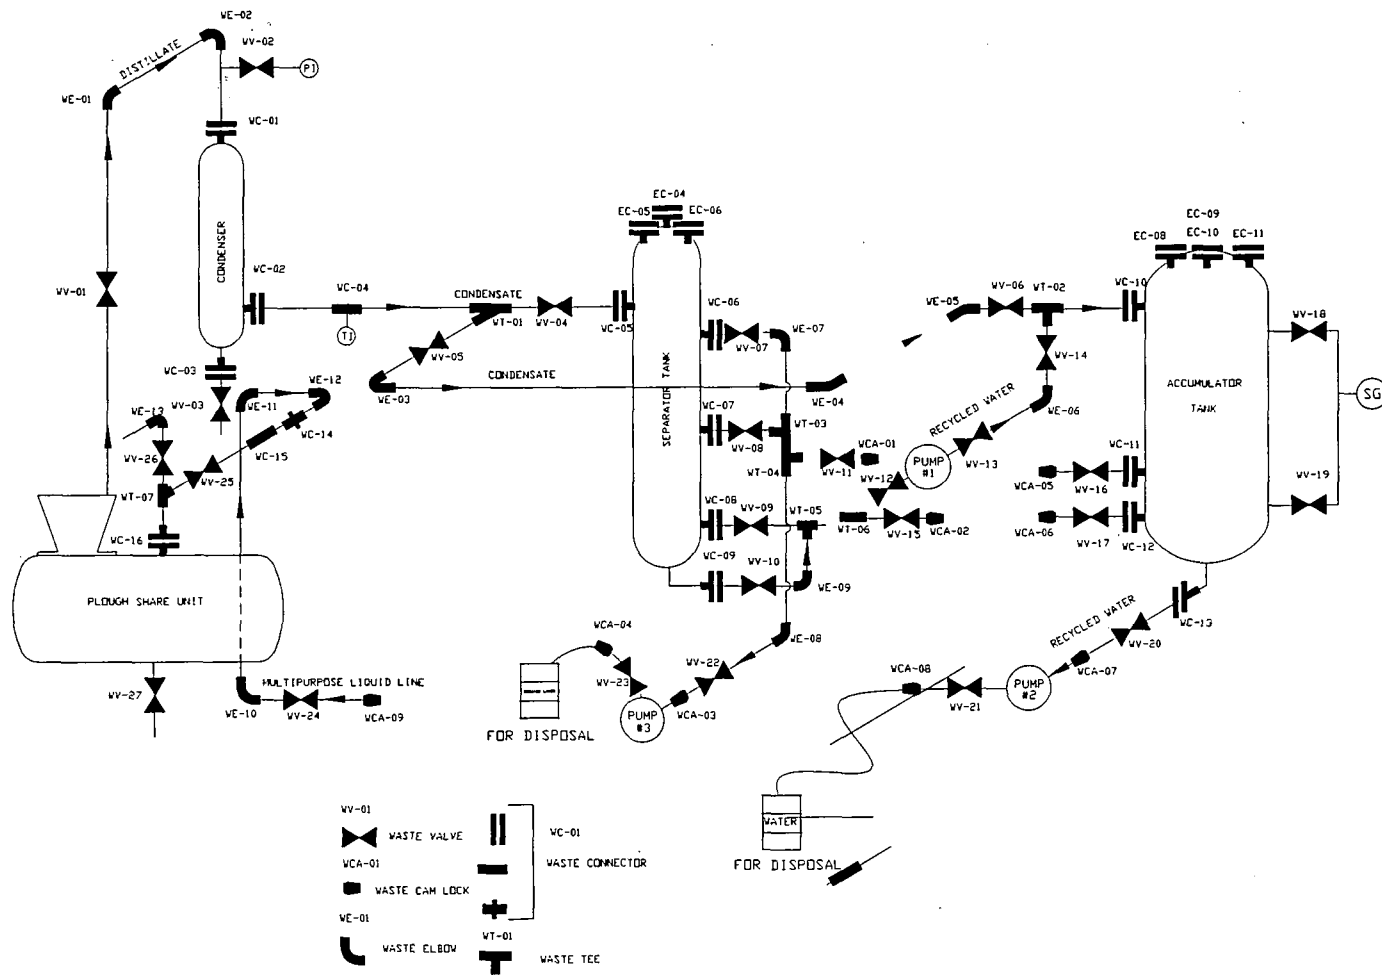 WE-02
WV-02
PI
DISTILLATE
WE-01
WC-01
CONDENSER
WV-01
WC-02
WC-04
TI
CONDENSATE
WT-01
WV-04
WC-05
WV-05
WE-03
CONDENSATE
WE-04
EC-04
EC-05
EC-06
SEPARATOR TANK
WC-06
WV-07
WE-07
WC-07
WV-08
WT-03
WT-04
WC-08
WV-09
WT-05
WC-09
WV-10
WE-09
WE-08
WCA-01
WV-11
WV-12
PUMP
#1
WV-13
RECYCLED WATER
WE-06
WV-14
WE-05
WV-06
WT-02
WC-10
WT-06
WV-15
WCA-02
EC-09
EC-08
EC-10
EC-11
ACCUMULATOR
TANK
WV-18
SG
WV-19
WC-11
WCA-05
WV-16
WCA-06
WV-17
WC-12
WC-13
WV-20
RECYCLED WATER
WCA-07
PUMP
#2
WV-21
WCA-08
WATER
FOR DISPOSAL
WC-03
WV-03
WE-11
WE-12
WC-14
WC-15
WE-13
WV-26
WV-25
WT-07
WC-16
PLOUGH SHARE UNIT
WV-27
MULTIPURPOSE LIQUID LINE
WE-10
WV-24
WCA-09
WCA-04
WV-23
WV-22
WCA-03
PUMP
#3
FOR DISPOSAL
WV-01
WASTE VALVE
WCA-01
WASTE CAM LOCK
WE-01
WASTE ELBOW
WC-01
WASTE CONNECTOR
WT-01
WASTE TEE